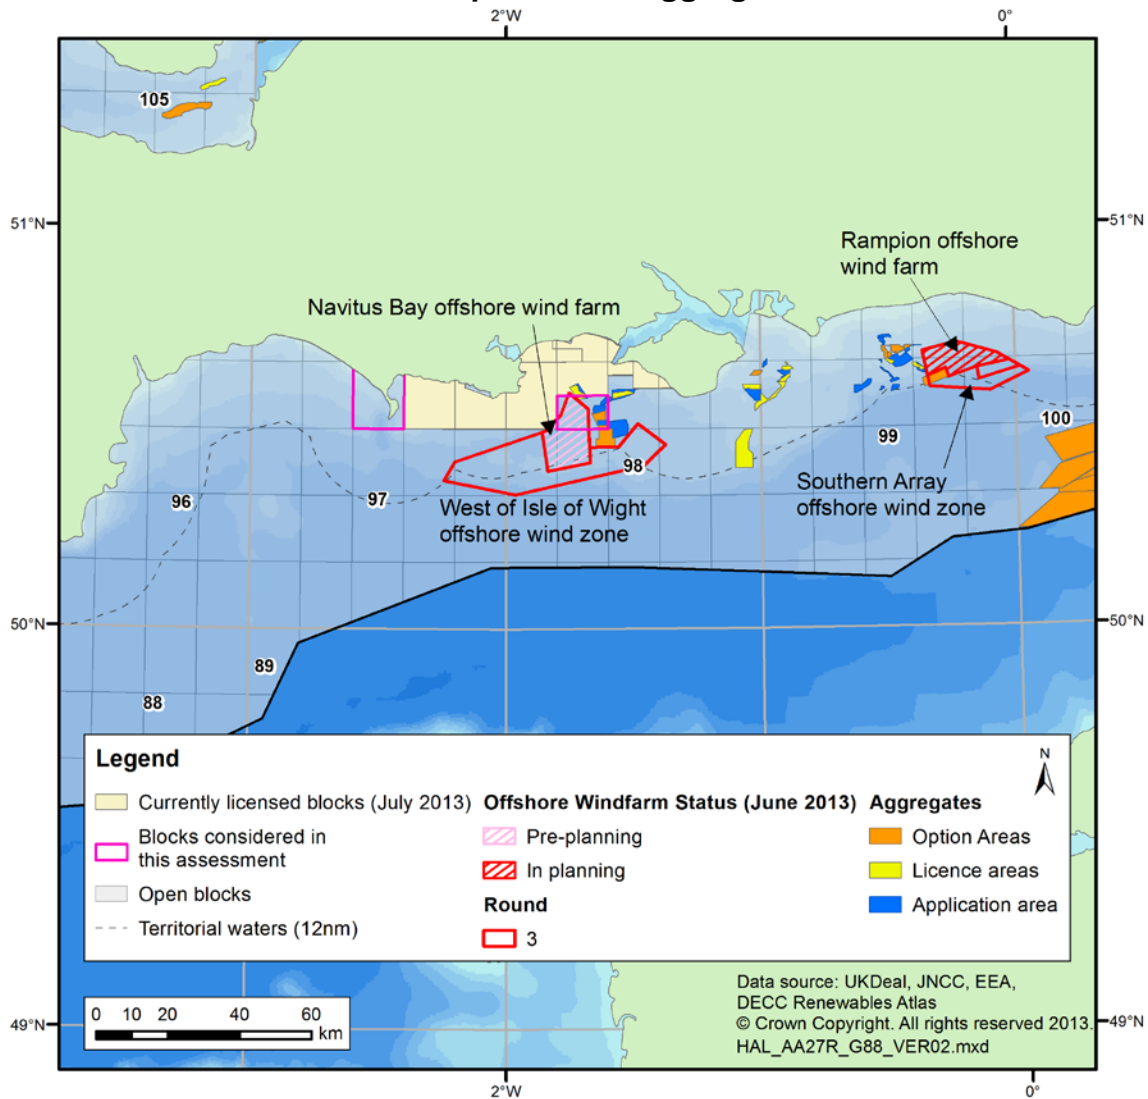 2°W
0°
105
51°N
51°N
Rampion offshore
wind farm
Navitus Bay offshore wind farm
100
99
98
96
97
Southern Array
offshore wind zone
West of Isle of Wight
offshore wind zone
50°N
50°N
89
88
Legend
Currently licensed blocks (July 2013)
Blocks considered in
this assessment
Open blocks
Territorial waters (12nm)
Offshore Windfarm Status (June 2013)
Pre-planning
In planning
Round
3
Aggregates
Option Areas
Licence areas
Application area
N
0 10 20 40 60
km
Data source: UKDeal, JNCC, EEA,
DECC Renewables Atlas
© Crown Copyright. All rights reserved 2013.
HAL_AA27R_G88_VER02.mxd
49°N
49°N
2°W
0°